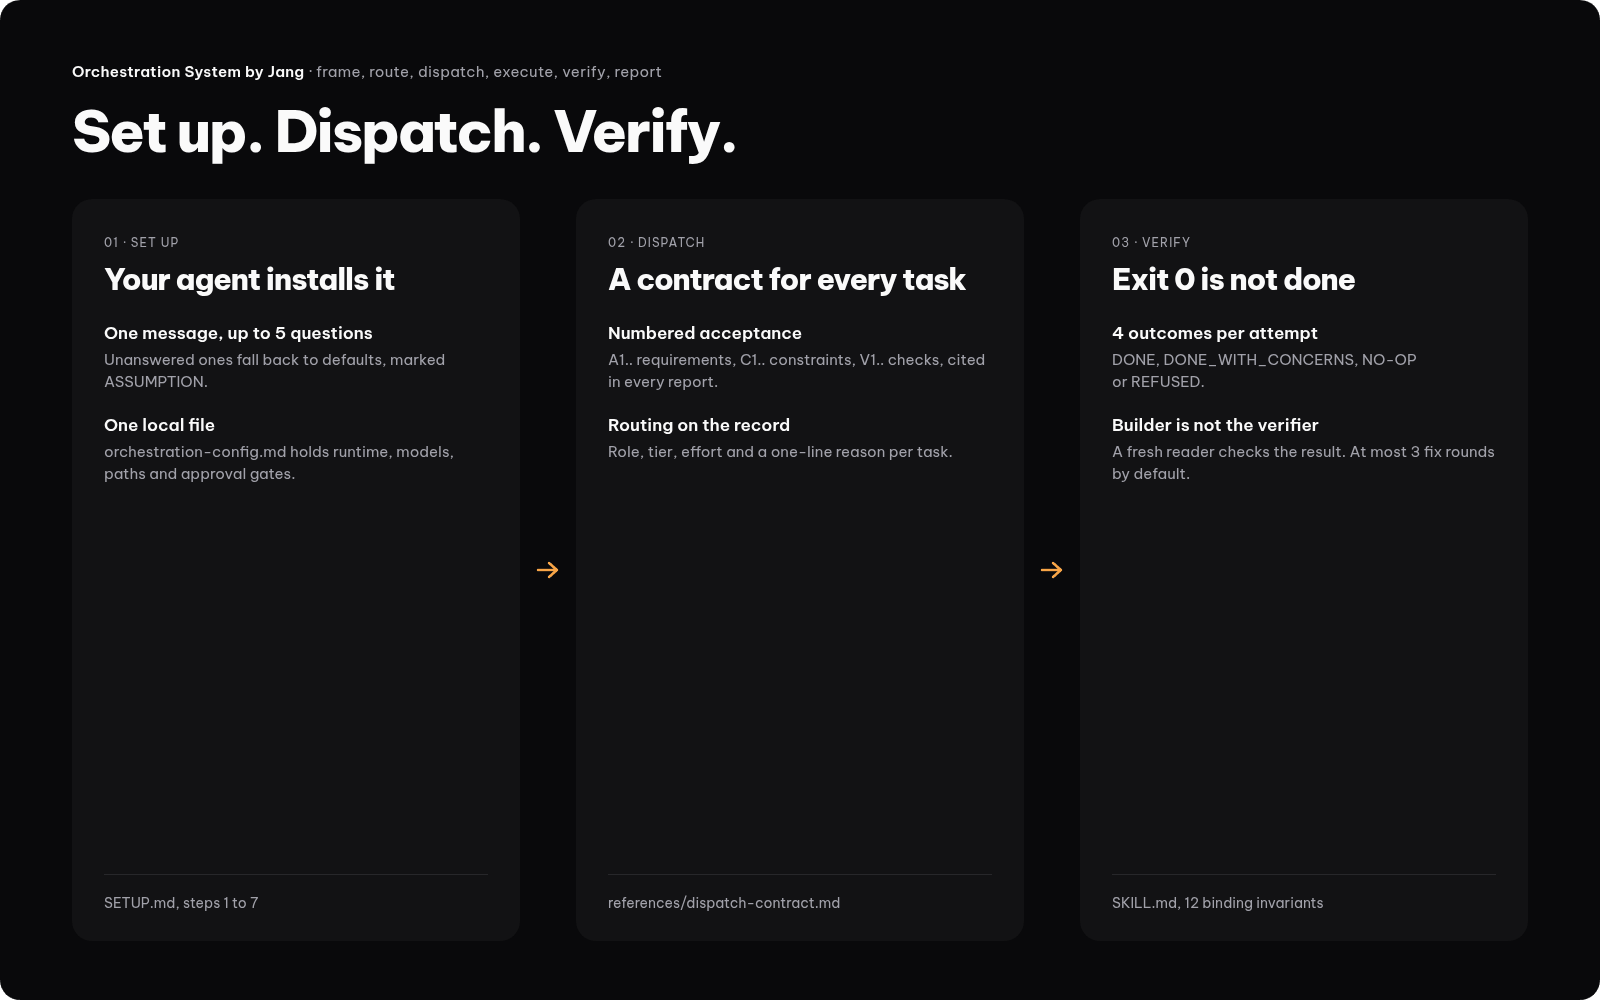 Orchestration System by Jang · frame, route, dispatch, execute, verify, report
Set up. Dispatch. Verify.
01 · SET UP
Your agent installs it
One message, up to 5 questions
Unanswered ones fall back to defaults, marked
ASSUMPTION.
One local file
orchestration-config.md holds runtime, models,
paths and approval gates.
SETUP.md, steps 1 to 7
02 · DISPATCH
A contract for every task
Numbered acceptance
A1.. requirements, C1.. constraints, V1.. checks, cited
in every report.
Routing on the record
Role, tier, effort and a one-line reason per task.
references/dispatch-contract.md
03 · VERIFY
Exit 0 is not done
4 outcomes per attempt
DONE, DONE_WITH_CONCERNS, NO-OP
or REFUSED.
Builder is not the verifier
A fresh reader checks the result. At most 3 fix rounds
by default.
SKILL.md, 12 binding invariants